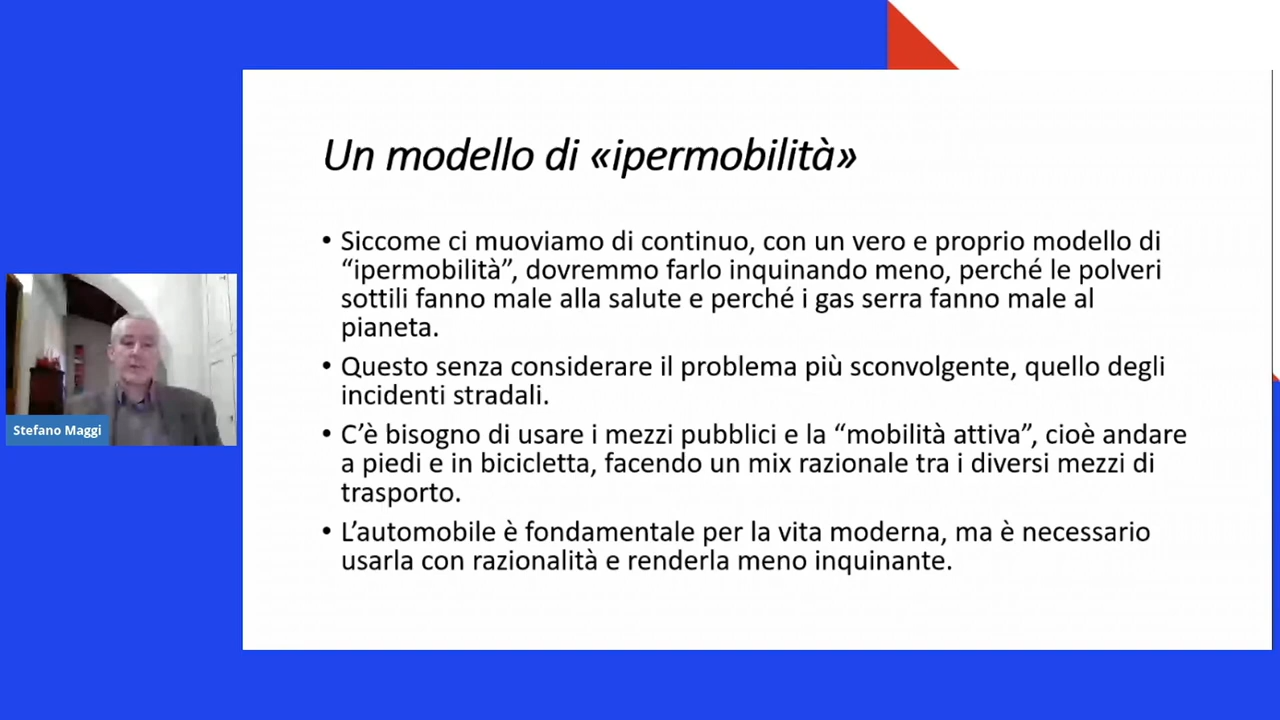 Un modello di «ipermobilità»
• Siccome ci muoviamo di continuo, con un vero e proprio modello di
“ipermobilità”, dovremmo farlo inquinando meno, perché le polveri
sottili fanno male alla salute e perché i gas serra fanno male al
pianeta.
• Questo senza considerare il problema più sconvolgente, quello degli
incidenti stradali.
• C’è bisogno di usare i mezzi pubblici e la “mobilità attiva”, cioè andare
a piedi e in bicicletta, facendo un mix razionale tra i diversi mezzi di
trasporto.
• L’automobile è fondamentale per la vita moderna, ma è necessario
usarla con razionalità e renderla meno inquinante.
Stefano Maggi